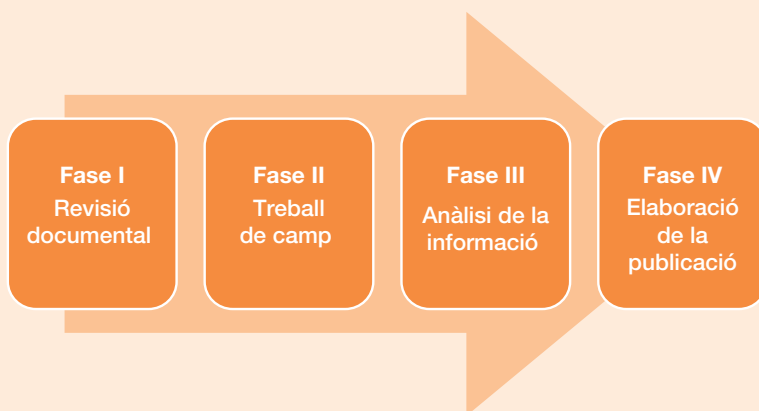 Fase I
Revisió
documental
Fase II
Treball
de camp
Fase III
Anàlisi de la
informació
Fase IV
Elaboració
de la
publicació